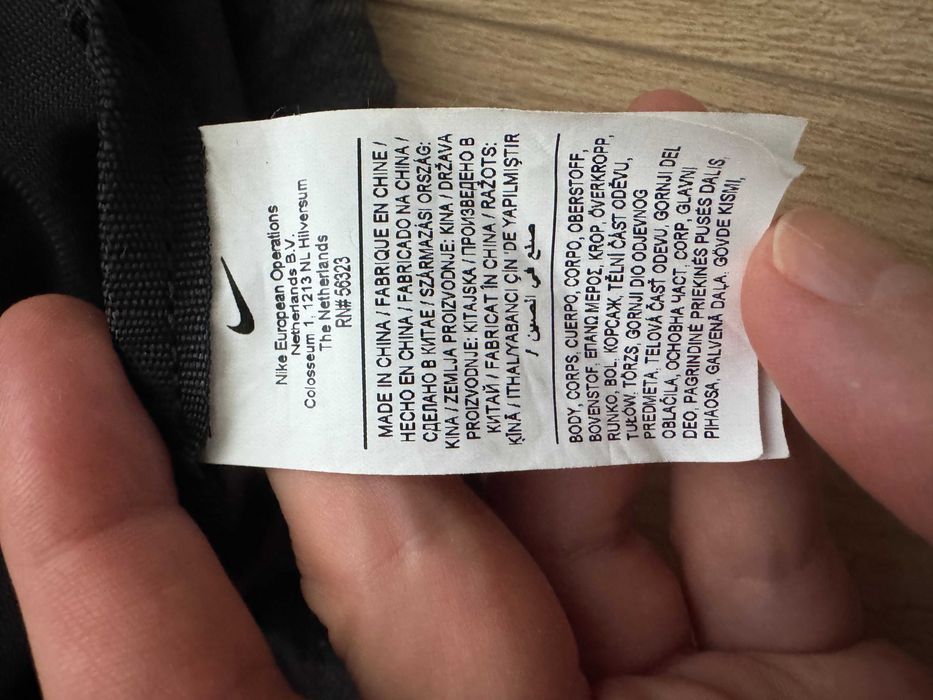 Nike European Operations
Netherlands B.V.
Colosseum 1, 1213 NL Hilversum
The Netherlands
RN# 56323
MADE IN CHINA / FABRIQUE EN CHINE /
HECHO EN CHINA / FABRICADO NA CHINA /
СДЕЛАНО В КИТАЕ / SZÁRMAZÁSI ORSZÁG:
KINA / ZEMLJA PROIZVODNJE: KINA / DRŽAVA
PROIZVODNJE: KITAJSKA / ПРОИЗВЕДЕНО В
КИТАЙ / FABRICAT ÎN CHINA / RAŽOTS:
ĶĪNĀ / ITHALIYABANCI ÇIN DE YAPILMIŞTIR
/ صنع في الصين
BODY, CORPS, CUERPO, CORPO, OBERSTOFF,
BOVENSTOF, ΕΠΑΝΩ ΜΕΡΟΣ, KROP, ÖVERKROPP,
RUNKO, BOL, КОРСАЖ, TĚLNÍ ČÁST ODĚVU,
TUŁÓW, TÖRZS, GORNJI DIO ODJEVNOG
PREDMETA, TELOVÁ ČASŤ ODEVU, GORNJI DEL
OBLAČILA, ОСНОВНА ЧАСТ, CORP, GLAVNI
DEO, PAGRINDINĖ PRIEKINĖS PUSĖS DALIS,
PIHAOSA, GALVENĀ DAĻA, GÖVDE KISMI,